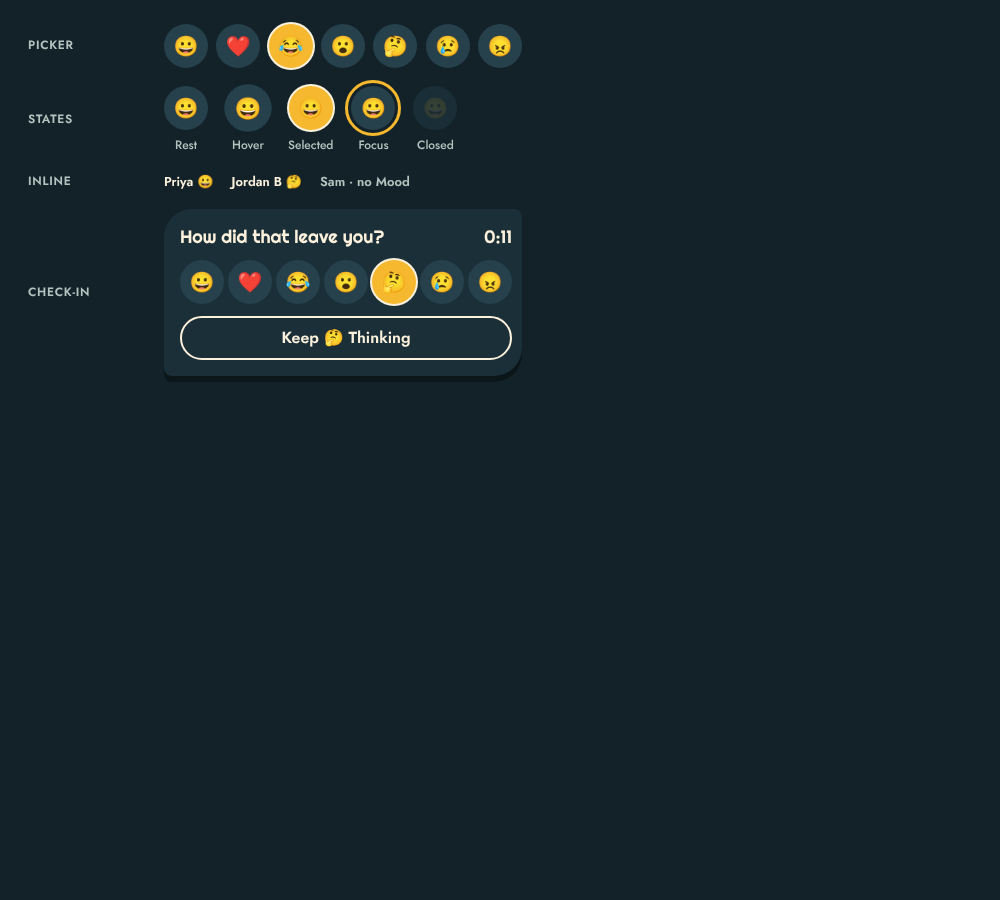 PICKER
😀 ❤️ 😂 😮 🤔 😢 😠
STATES
😀 😀 😀 😀 😀
Rest Hover Selected Focus Closed
INLINE
Priya 😀 Jordan B 🤔 Sam · no Mood
CHECK-IN
How did that leave you? 0:11
😀 ❤️ 😂 😮 🤔 😢 😠
Keep 🤔 Thinking